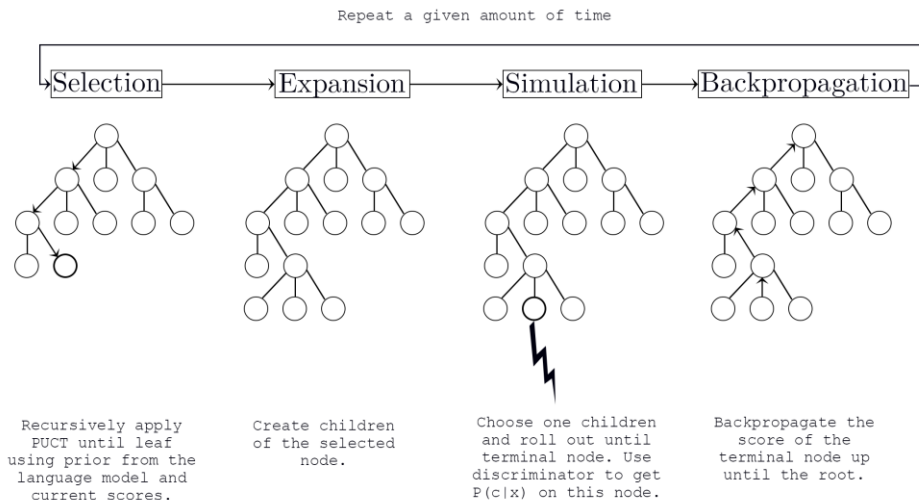 Repeat a given amount of time
Selection
Expansion
Simulation
Backpropagation
Recursively apply
PUCT until leaf
using prior from the
language model and
current scores.
Create children
of the selected
node.
Choose one children
and roll out until
terminal node. Use
discriminator to get
P(c|x) on this node.
Backpropagate the
score of the
terminal node up
until the root.